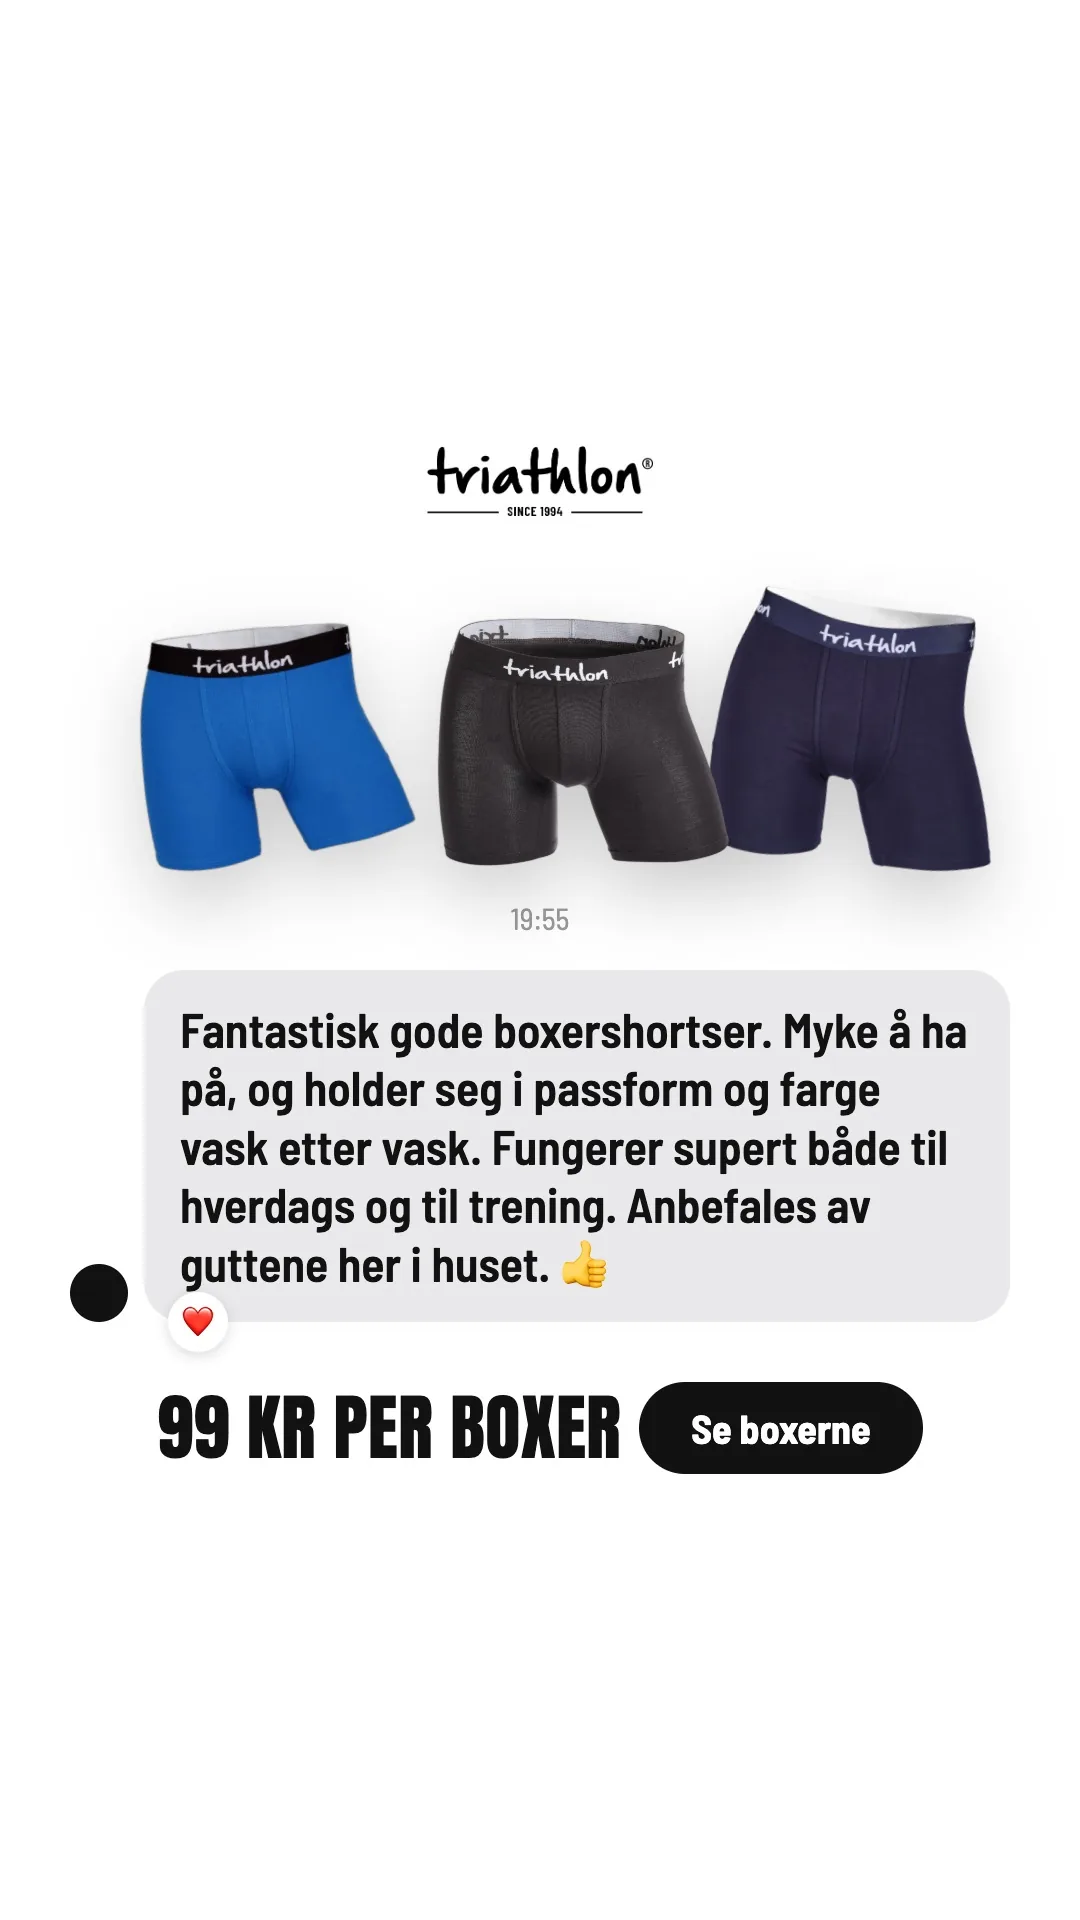 triathlon®
SINCE 1994
triathlon
triathlon
triathlon
19:55
Fantastisk gode boxershortser. Myke å ha
på, og holder seg i passform og farge
vask etter vask. Fungerer supert både til
hverdags og til trening. Anbefales av
guttene her i huset. 👍
❤️
99 KR PER BOXER
Se boxerne